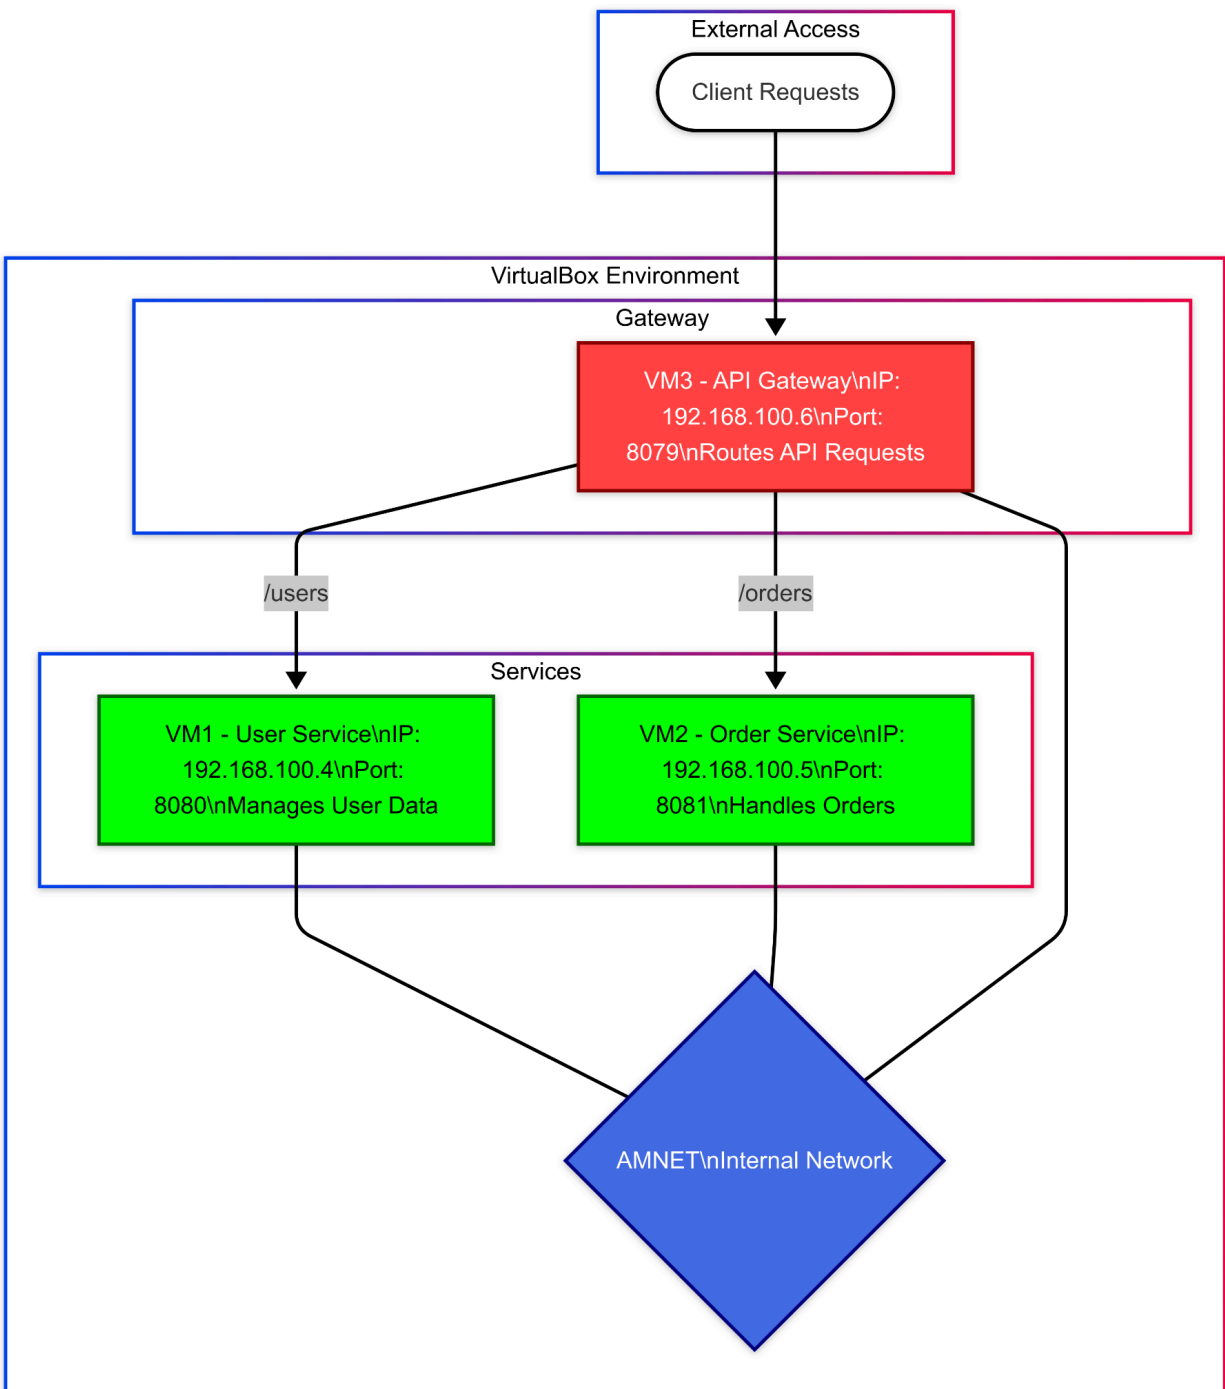 External Access
Client Requests
VirtualBox Environment
Gateway
VM3 - API Gateway\nIP:
192.168.100.6\nPort:
8079\nRoutes API Requests
/users
/orders
Services
VM1 - User Service\nIP:
192.168.100.4\nPort:
8080\nManages User Data
VM2 - Order Service\nIP:
192.168.100.5\nPort:
8081\nHandles Orders
AMNET\nInternal Network